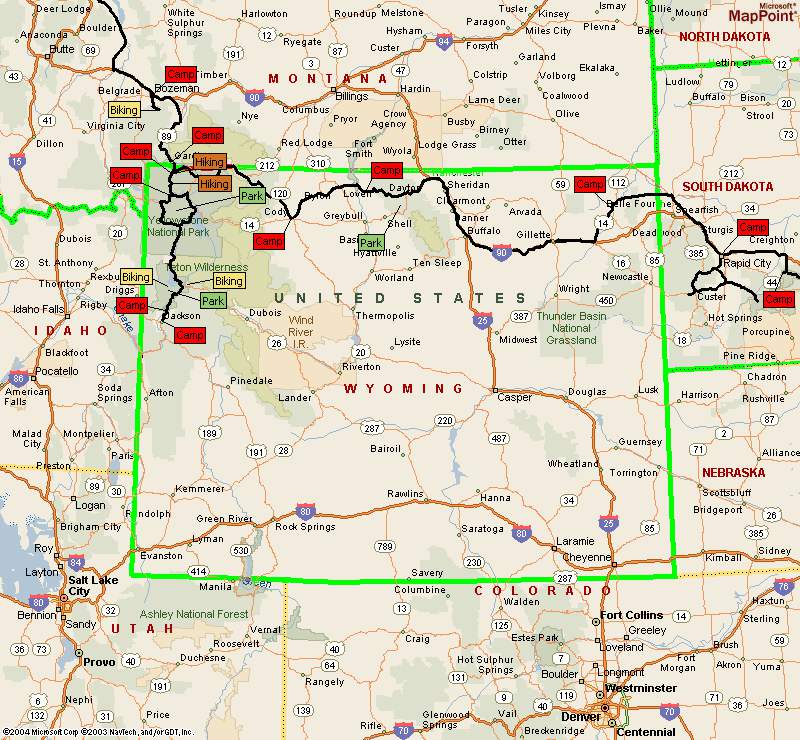 Microsoft
MapPoint
Boulder
Deer Lodge
White Sulphur Springs
Harlowton
Roundup
Melstone
Tusler
Kinsey
Ismay
Ollie
Mound
Anaconda
Butte
Ryegate
Hysham
Paragon
Miles City
Plevna
Baker
NORTH DAKOTA
Custer
Forsyth
Garland
Hettinger
Camp
Timber
MONTANA
Colstrip
Volborg
Ekalaka
Ludlow
Belgrade
Bozeman
Billings
Hardin
Lame Deer
Coalwood
Buffalo
Bison
Strool
Biking
Virginia City
Nye
Columbus
Pryor
Crow Agency
Busby
Birney
Otter
Olive
Dillon
Camp
Red Lodge
Fort Smith
Wyola
Lodge Grass
Camp
Hiking
Camp
Hiking
Park
Camp
Sheridan
Camp
SOUTH DAKOTA
Cody
Byron
Lovell
Dayton
Clearmont
Belle Fourche
Spearfish
Yellowstone National Park
Greybull
Shell
Arvada
Sturgis
Camp
Creighton
Dubois
Camp
Park
Hyattville
Buffalo
Gillette
Deadwood
Rapid City
St. Anthony
Teton Wilderness
Ten Sleep
Newcastle
Thornton
Rexburg
Biking
Biking
Worland
Wright
Custer
Camp
Driggs
Rigby
Park
UNITED STATES
Hot Springs
Idaho Falls
Camp
Jackson
Dubois
Thermopolis
Thunder Basin National Grassland
Porcupine
IDAHO
Snake
Camp
Wind River I.R.
Lysite
Midwest
Pine Ridge
Blackfoot
Riverton
Pocatello
Pinedale
WYOMING
Chadron
American Falls
Soda Springs
Afton
Lander
Casper
Douglas
Lusk
Harrison
Rushville
Malad City
Montpelier
Preston
Paris
Bairoil
Guernsey
Alliance
Wheatland
Torrington
NEBRASKA
Kemmerer
Rawlins
Hanna
Scottsbluff
Logan
Bridgeport
Brigham City
Randolph
Green River
Rock Springs
Saratoga
Laramie
Roy
Lyman
Layton
Evanston
Cheyenne
Kimball
Sidney
Salt Lake City
Manila
Green
Savery
Columbine
COLORADO
Walden
Bennion
Sandy
Ashley National Forest
Fort Collins
Haxtun
Sterling
UTAH
Vernal
Craig
Estes Park
Greeley
Loveland
Provo
Roosevelt
Duchesne
Hot Sulphur Springs
Fort Morgan
Brush
Akron
Yuma
Rangely
Boulder
Longmont
Nephi
Westminster
Joes
Price
Rifle
Glenwood Springs
Vail
Denver
Breckenridge
Centennial
©2004 Microsoft Corp ©2003 NavTech, and/or GDT, Inc.